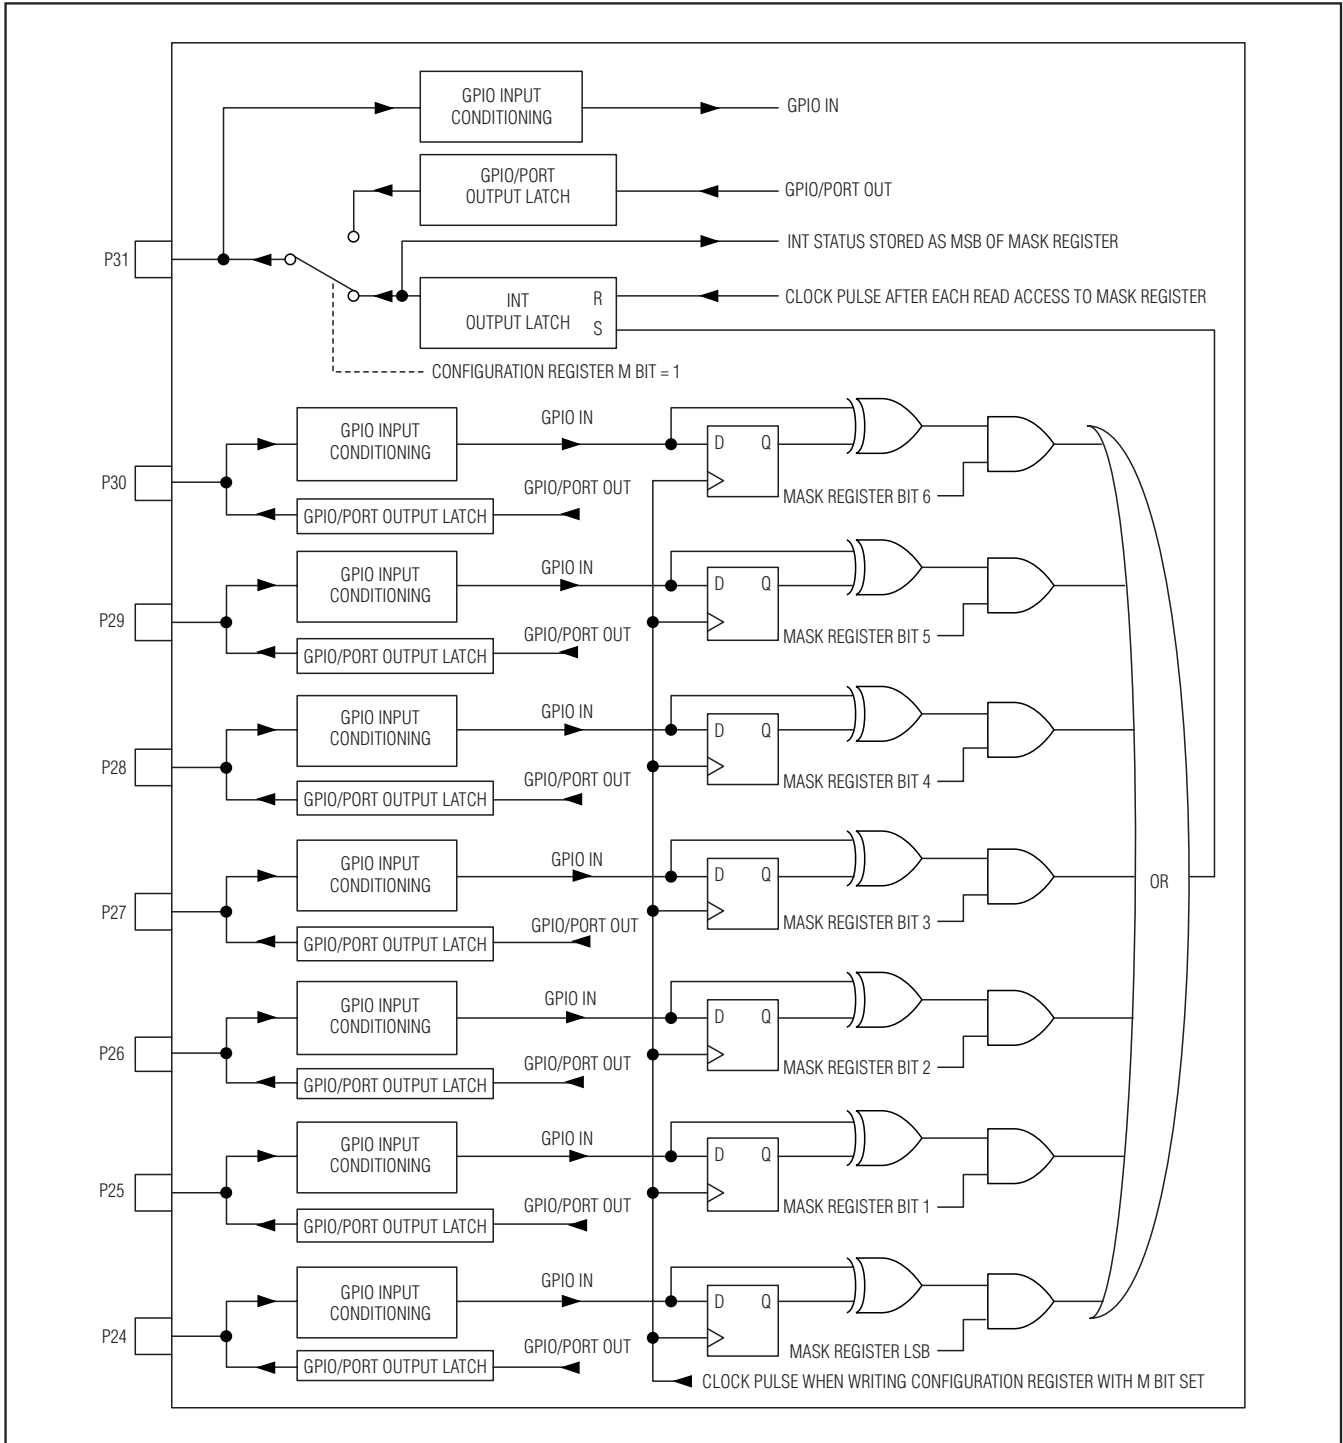 GPIO INPUT
CONDITIONING
GPIO IN
GPIO/PORT
OUTPUT LATCH
GPIO/PORT OUT
INT STATUS STORED AS MSB OF MASK REGISTER
P31
INT
OUTPUT LATCH
R
S
CLOCK PULSE AFTER EACH READ ACCESS TO MASK REGISTER
CONFIGURATION REGISTER M BIT = 1
GPIO INPUT
CONDITIONING
GPIO IN
D Q
P30
GPIO/PORT OUT
MASK REGISTER BIT 6
GPIO/PORT OUTPUT LATCH
GPIO INPUT
CONDITIONING
GPIO IN
D Q
P29
GPIO/PORT OUT
MASK REGISTER BIT 5
GPIO/PORT OUTPUT LATCH
GPIO INPUT
CONDITIONING
GPIO IN
D Q
P28
GPIO/PORT OUT
MASK REGISTER BIT 4
GPIO/PORT OUTPUT LATCH
GPIO INPUT
CONDITIONING
GPIO IN
D Q
OR
P27
GPIO/PORT OUT
MASK REGISTER BIT 3
GPIO/PORT OUTPUT LATCH
GPIO INPUT
CONDITIONING
GPIO IN
D Q
P26
GPIO/PORT OUT
MASK REGISTER BIT 2
GPIO/PORT OUTPUT LATCH
GPIO INPUT
CONDITIONING
GPIO IN
D Q
P25
GPIO/PORT OUT
MASK REGISTER BIT 1
GPIO/PORT OUTPUT LATCH
GPIO INPUT
CONDITIONING
GPIO IN
D Q
P24
GPIO/PORT OUT
MASK REGISTER LSB
GPIO/PORT OUTPUT LATCH
CLOCK PULSE WHEN WRITING CONFIGURATION REGISTER WITH M BIT SET